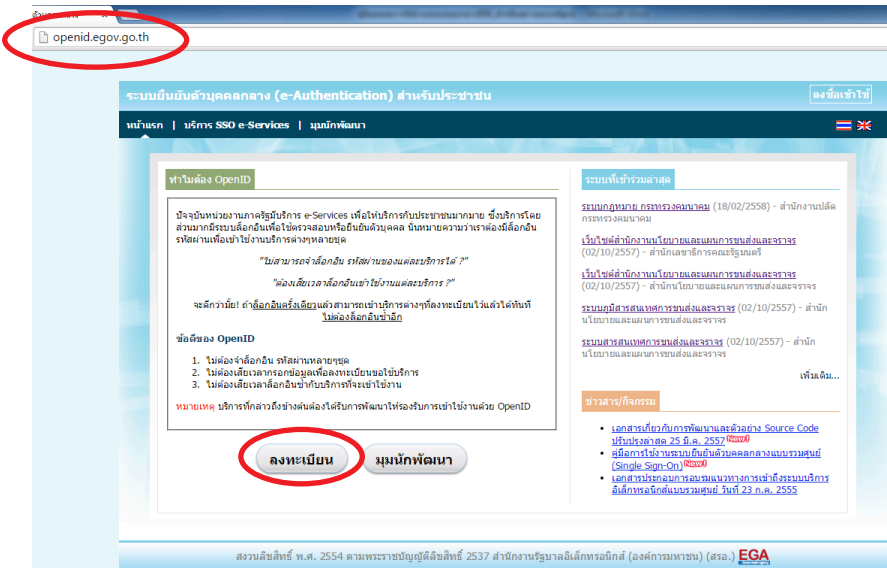 openid.egov.go.th
ระบบยืนยันตัวบุคคลกลาง (e-Authentication) สำหรับประชาชน
ลงชื่อเข้าใช้
หน้าแรก | บริการ SSO e-Services | มุมนักพัฒนา
ทำไมต้อง OpenID
ปัจจุบันหน่วยงานภาครัฐมีบริการ e-Services เพื่อให้บริการกับประชาชนมากมาย ซึ่งบริการโดย
ส่วนมากมีระบบล็อกอินเพื่อใช้ตรวจสอบหรือยืนยันตัวบุคคล นั่นหมายความว่าเราต้องมีล็อกอิน
รหัสผ่านเพื่อเข้าใช้งานบริการต่างๆหลายชุด
"ไม่สามารถจำล็อกอิน รหัสผ่านของแต่ละบริการได้ ?"
"ต้องเสียเวลาล็อกอินเข้าใช้งานแต่ละบริการ ?"
จะดีกว่ามั้ย! ถ้าล็อกอินครั้งเดียวแล้วสามารถเข้าบริการต่างๆที่ลงทะเบียนไว้แล้วได้ทันที
ไม่ต้องล็อกอินซ้ำอีก
ข้อดีของ OpenID
1. ไม่ต้องจำล็อกอิน รหัสผ่านหลายๆชุด
2. ไม่ต้องเสียเวลากรอกข้อมูลเพื่อลงทะเบียนขอใช้บริการ
3. ไม่ต้องเสียเวลาล็อกอินซ้ำกับบริการที่จะเข้าใช้งาน
หมายเหตุ บริการที่กล่าวถึงข้างต้นต้องได้รับการพัฒนาให้รองรับการเข้าใช้งานด้วย OpenID
ลงทะเบียน
มุมนักพัฒนา
ระบบที่เข้าร่วมล่าสุด
ระบบกฎหมาย กระทรวงคมนาคม (18/02/2558) - สำนักงานปลัด
กระทรวงคมนาคม
เว็บไซต์สำนักงานนโยบายและแผนการขนส่งและจราจร
(02/10/2557) - สำนักเลขาธิการคณะรัฐมนตรี
เว็บไซต์สำนักงานนโยบายและแผนการขนส่งและจราจร
(02/10/2557) - สำนักนโยบายและแผนการขนส่งและจราจร
ระบบภูมิสารสนเทศการขนส่งและจราจร (02/10/2557) - สำนัก
นโยบายและแผนการขนส่งและจราจร
ระบบสารสนเทศการขนส่งและจราจร (02/10/2557) - สำนัก
นโยบายและแผนการขนส่งและจราจร
เพิ่มเติม...
ข่าวสาร/กิจกรรม
• เอกสารเกี่ยวกับการพัฒนาและตัวอย่าง Source Code
ปรับปรุงล่าสุด 25 มี.ค. 2557 New!
• คู่มือการใช้งานระบบยืนยันตัวบุคคลกลางแบบรวมศูนย์
(Single Sign-On) New!
• เอกสารประกอบการอบรมแนวทางการเข้าถึงระบบบริการ
อิเล็กทรอนิกส์แบบรวมศูนย์ วันที่ 23 ก.ค. 2555
สงวนลิขสิทธิ์ พ.ศ. 2554 ตามพระราชบัญญัติลิขสิทธิ์ 2537 สำนักงานรัฐบาลอิเล็กทรอนิกส์ (องค์การมหาชน) (สรอ.) EGA